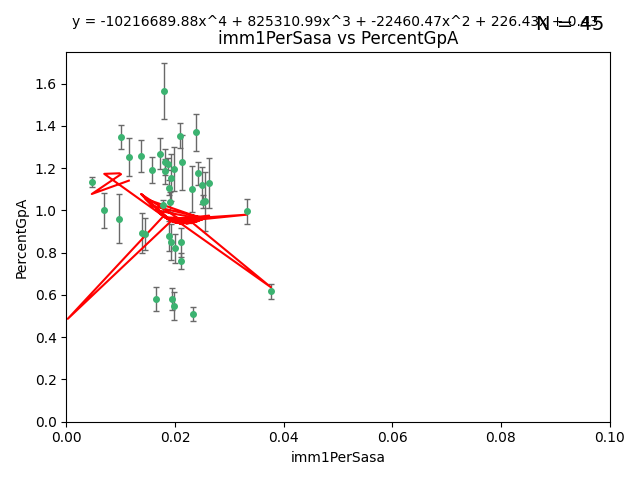 y = -10216689.88x^4 + 825310.99x^3 + -22460.47x^2 + 226.43x + 0.43
N = 45
imm1PerSasa vs PercentGpA
PercentGpA
1.6
1.4
1.2
1.0
0.8
0.6
0.4
0.2
0.0
0.00 0.02 0.04 0.06 0.08 0.10
imm1PerSasa